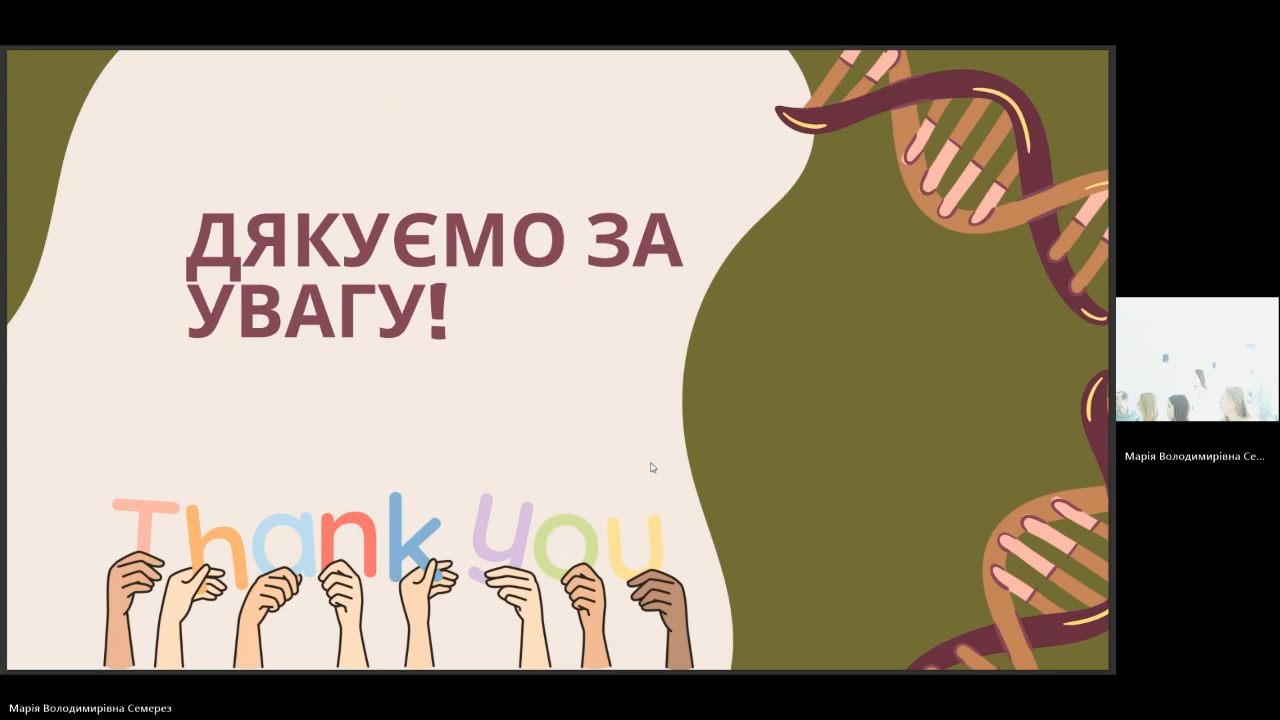 ДЯКУЄМО ЗА
УВАГУ!
Thank you
Марія Володимирівна Се...
Марія Володимирівна Семерез